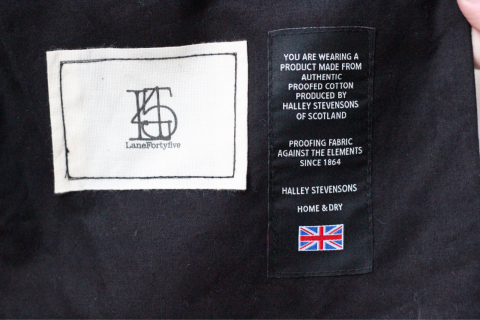 L45
LaneFortyfive
YOU ARE WEARING A
PRODUCT MADE FROM
AUTHENTIC
PROOFED COTTON
PRODUCED BY
HALLEY STEVENSONS
OF SCOTLAND
PROOFING FABRIC
AGAINST THE ELEMENTS
SINCE 1864
HALLEY STEVENSONS
HOME & DRY